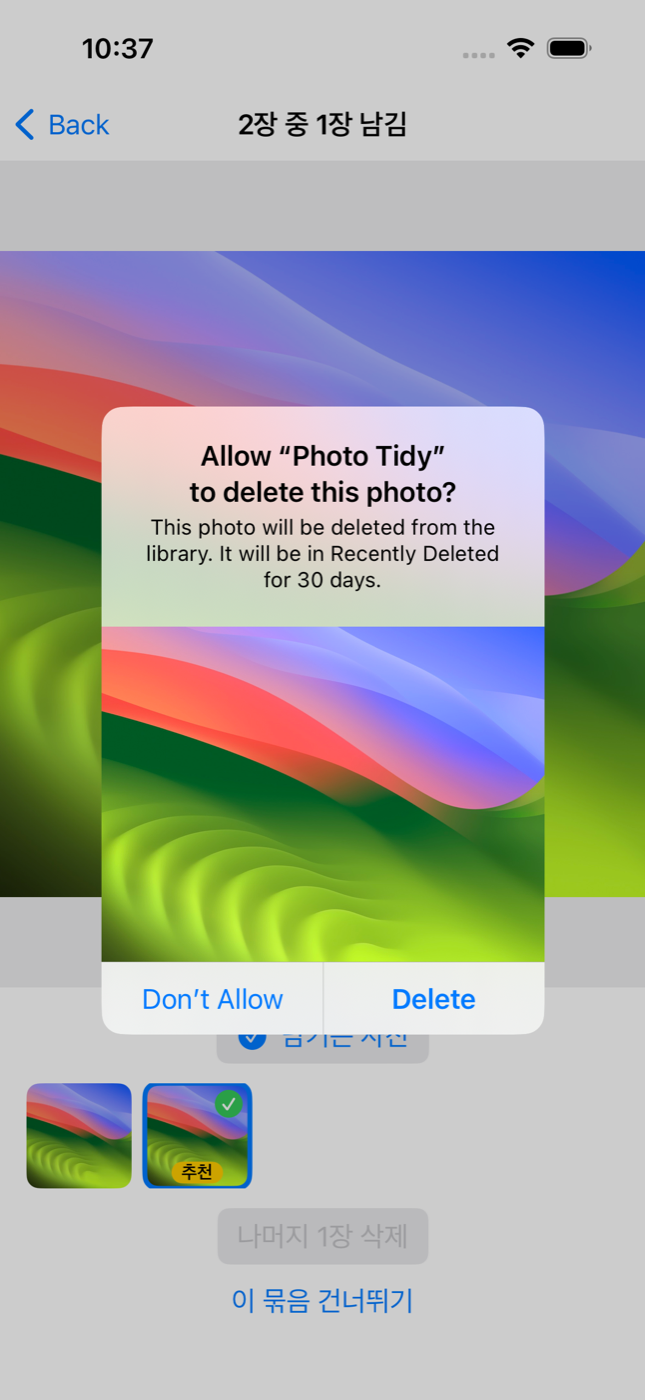 10:37
Back
2장 중 1장 남김
Allow “Photo Tidy”
to delete this photo?
This photo will be deleted from the
library. It will be in Recently Deleted
for 30 days.
Don’t Allow
Delete
추천
나머지 1장 삭제
이 묶음 건너뛰기